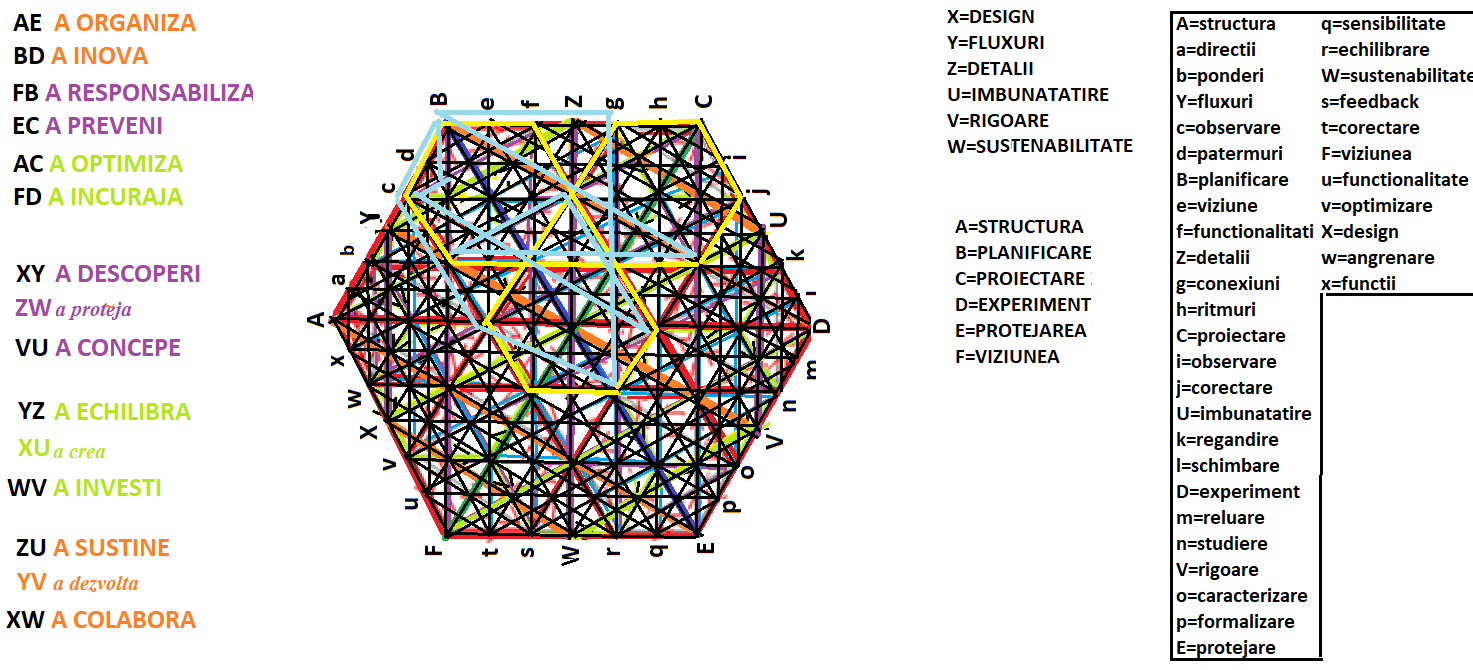 AE A ORGANIZA
BD A INOVA
FB A RESPONSABILIZA
EC A PREVENI
AC A OPTIMIZA
FD A INCURAJA
XY A DESCOPERI
ZW a proteja
VU A CONCEPE
YZ A ECHILIBRA
XU a crea
WV A INVESTI
ZU A SUSTINE
YV a dezvolta
XW A COLABORA
B e f Z g h C
d
c
Y
b
a
A
x
w
X
v
u
i
j
U
k
l
D
m
n
V
o
p
F t s W r q E
X=DESIGN
Y=FLUXURI
Z=DETALII
U=IMBUNATATIRE
V=RIGOARE
W=SUSTENABILITATE
A=STRUCTURA
B=PLANIFICARE
C=PROIECTARE
D=EXPERIMENT
E=PROTEJAREA
F=VIZIUNEA
A=structura
a=directii
b=ponderi
Y=fluxuri
c=observare
d=patermuri
B=planificare
e=viziune
f=functionalitati
Z=detalii
g=conexiuni
h=ritmuri
C=proiectare
i=observare
j=corectare
U=imbunatatire
k=regandire
l=schimbare
D=experiment
m=reluare
n=studiere
V=rigoare
o=caracterizare
p=formalizare
E=protejare
q=sensibilitate
r=echilibrare
W=sustenabilitate
s=feedback
t=corectare
F=viziunea
u=functionalitate
v=optimizare
X=design
w=angrenare
x=functii